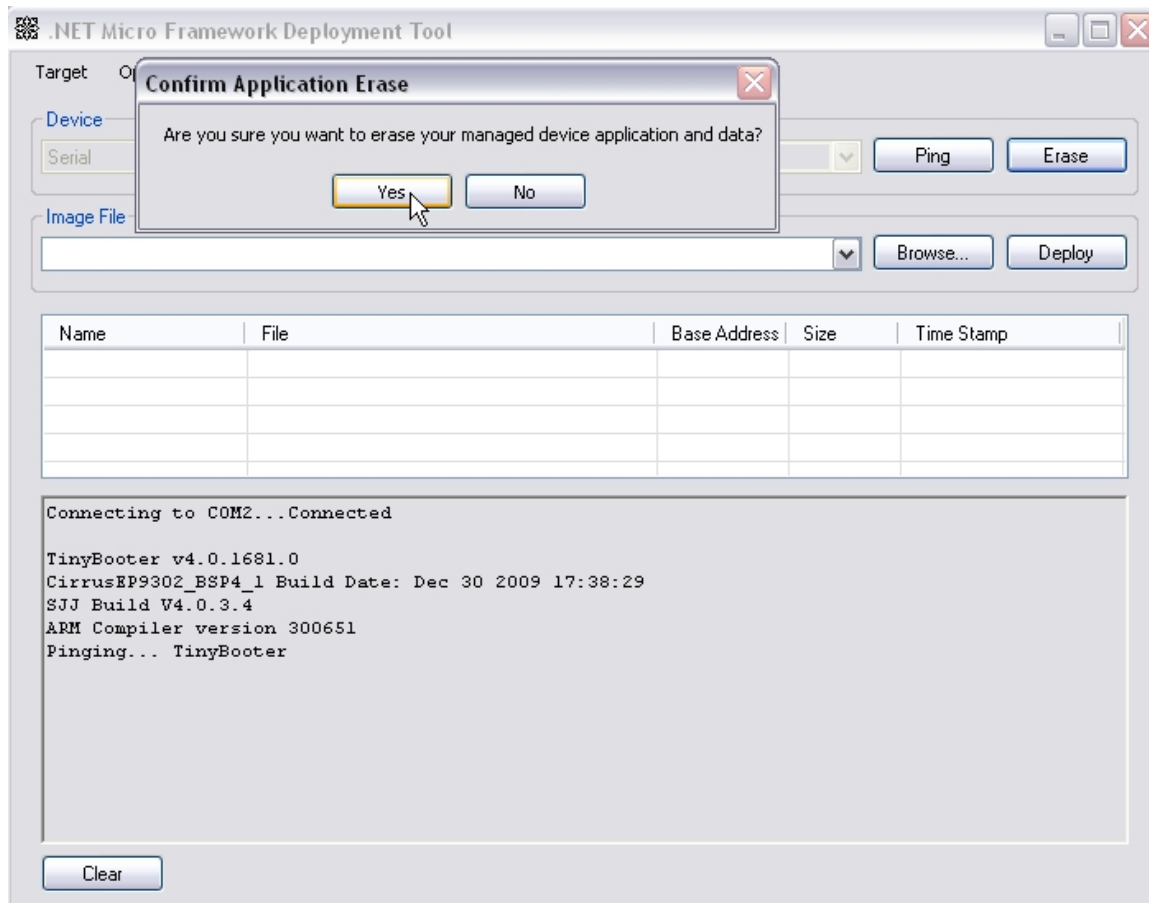 .NET Micro Framework Deployment Tool
Target
Confirm Application Erase
Device
Are you sure you want to erase your managed device application and data?
Serial
Ping
Erase
Yes
No
Image File
Browse...
Deploy
Name File Base Address Size Time Stamp
Connecting to COM2...Connected
TinyBooter v4.0.1681.0
CirrusEP9302_BSP4_1 Build Date: Dec 30 2009 17:38:29
SJJ Build V4.0.3.4
ARM Compiler version 300651
Pinging... TinyBooter
Clear